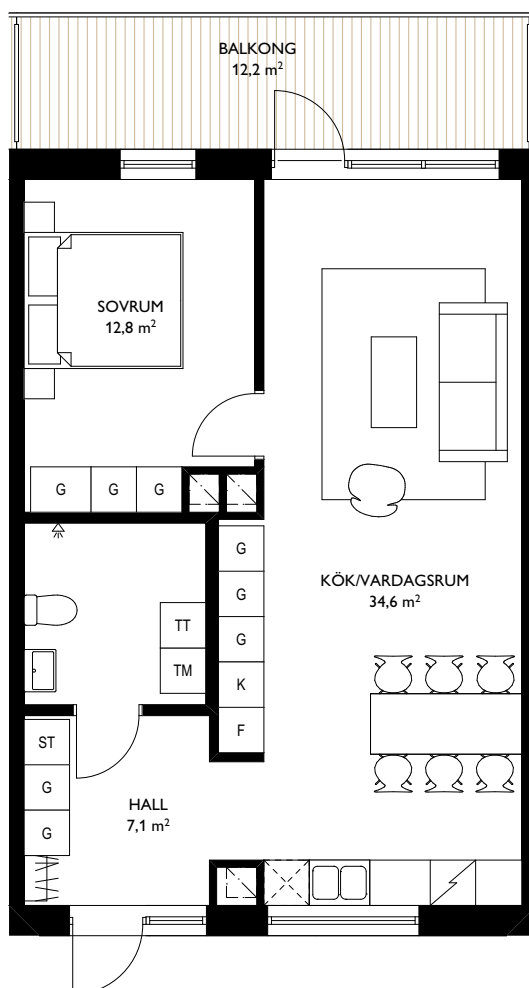 BALKONG
12,2 m²
SOVRUM
12,8 m²
G
G
G
G
G
G
K
F
KÖK/VARDAGSRUM
34,6 m²
TT
TM
ST
G
G
HALL
7,1 m²